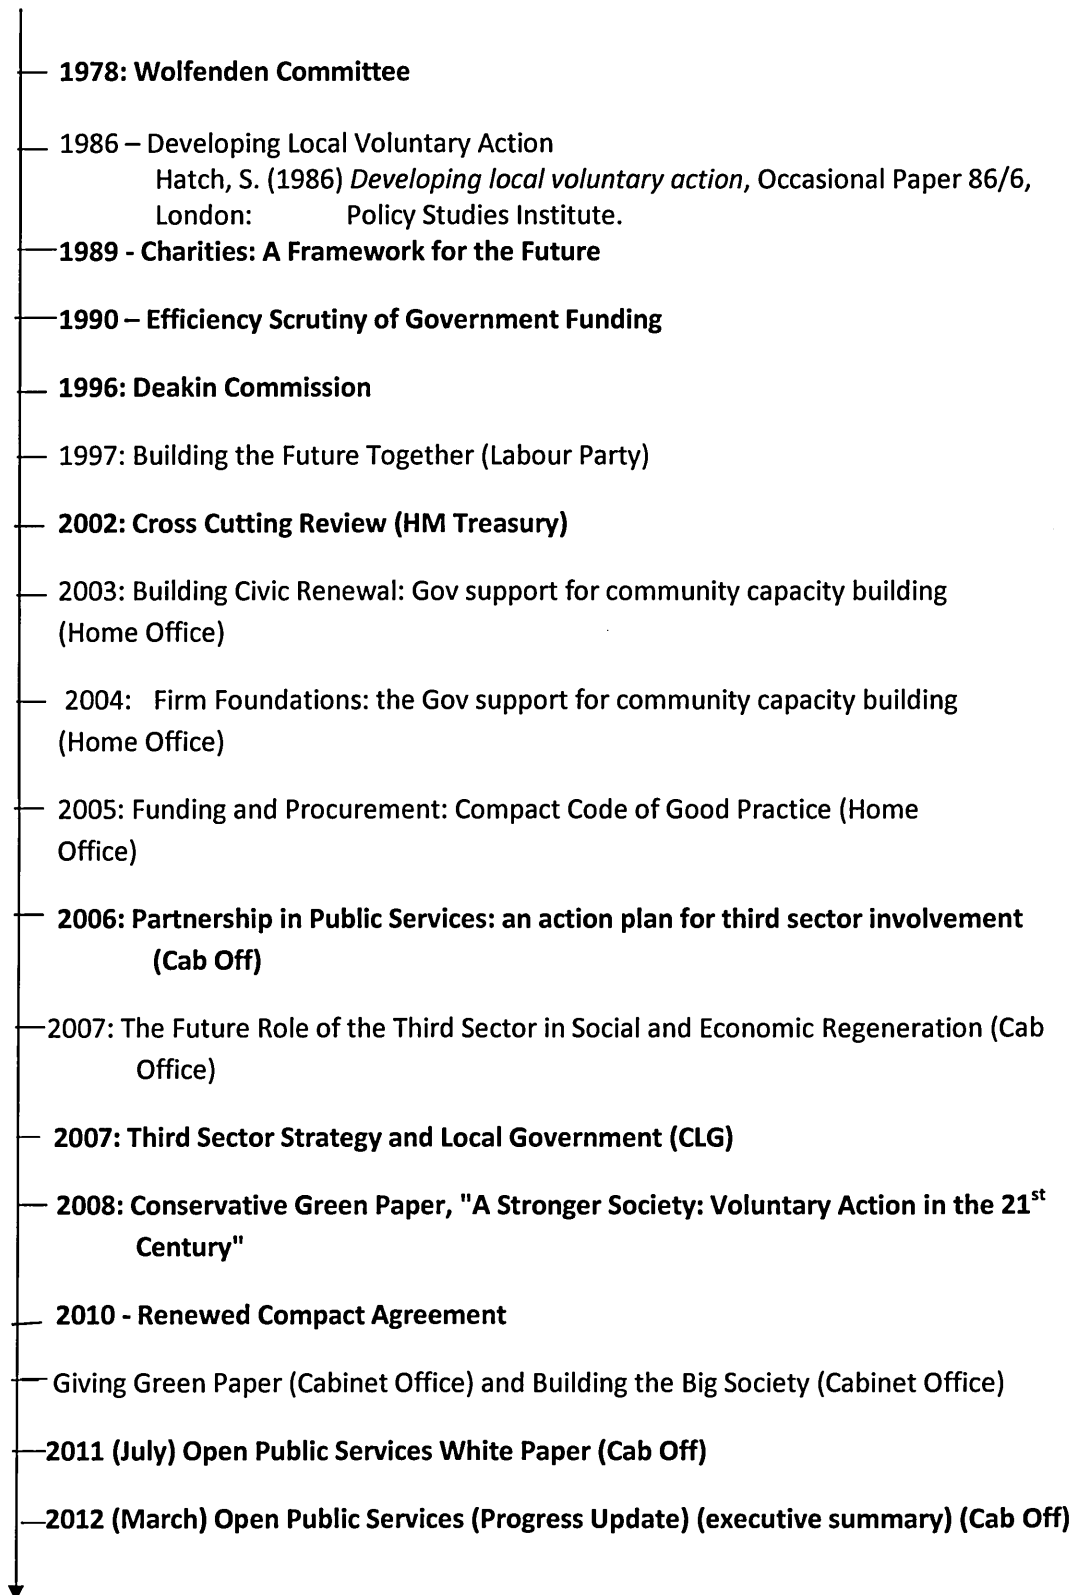 1978: Wolfenden Committee
1986 – Developing Local Voluntary Action
Hatch, S. (1986) Developing local voluntary action, Occasional Paper 86/6,
London: Policy Studies Institute.
1989 - Charities: A Framework for the Future
1990 – Efficiency Scrutiny of Government Funding
1996: Deakin Commission
1997: Building the Future Together (Labour Party)
2002: Cross Cutting Review (HM Treasury)
2003: Building Civic Renewal: Gov support for community capacity building
(Home Office)
2004: Firm Foundations: the Gov support for community capacity building
(Home Office)
2005: Funding and Procurement: Compact Code of Good Practice (Home
Office)
2006: Partnership in Public Services: an action plan for third sector involvement
(Cab Off)
2007: The Future Role of the Third Sector in Social and Economic Regeneration (Cab
Office)
2007: Third Sector Strategy and Local Government (CLG)
2008: Conservative Green Paper, "A Stronger Society: Voluntary Action in the 21st
Century"
2010 - Renewed Compact Agreement
Giving Green Paper (Cabinet Office) and Building the Big Society (Cabinet Office)
2011 (July) Open Public Services White Paper (Cab Off)
2012 (March) Open Public Services (Progress Update) (executive summary) (Cab Off)